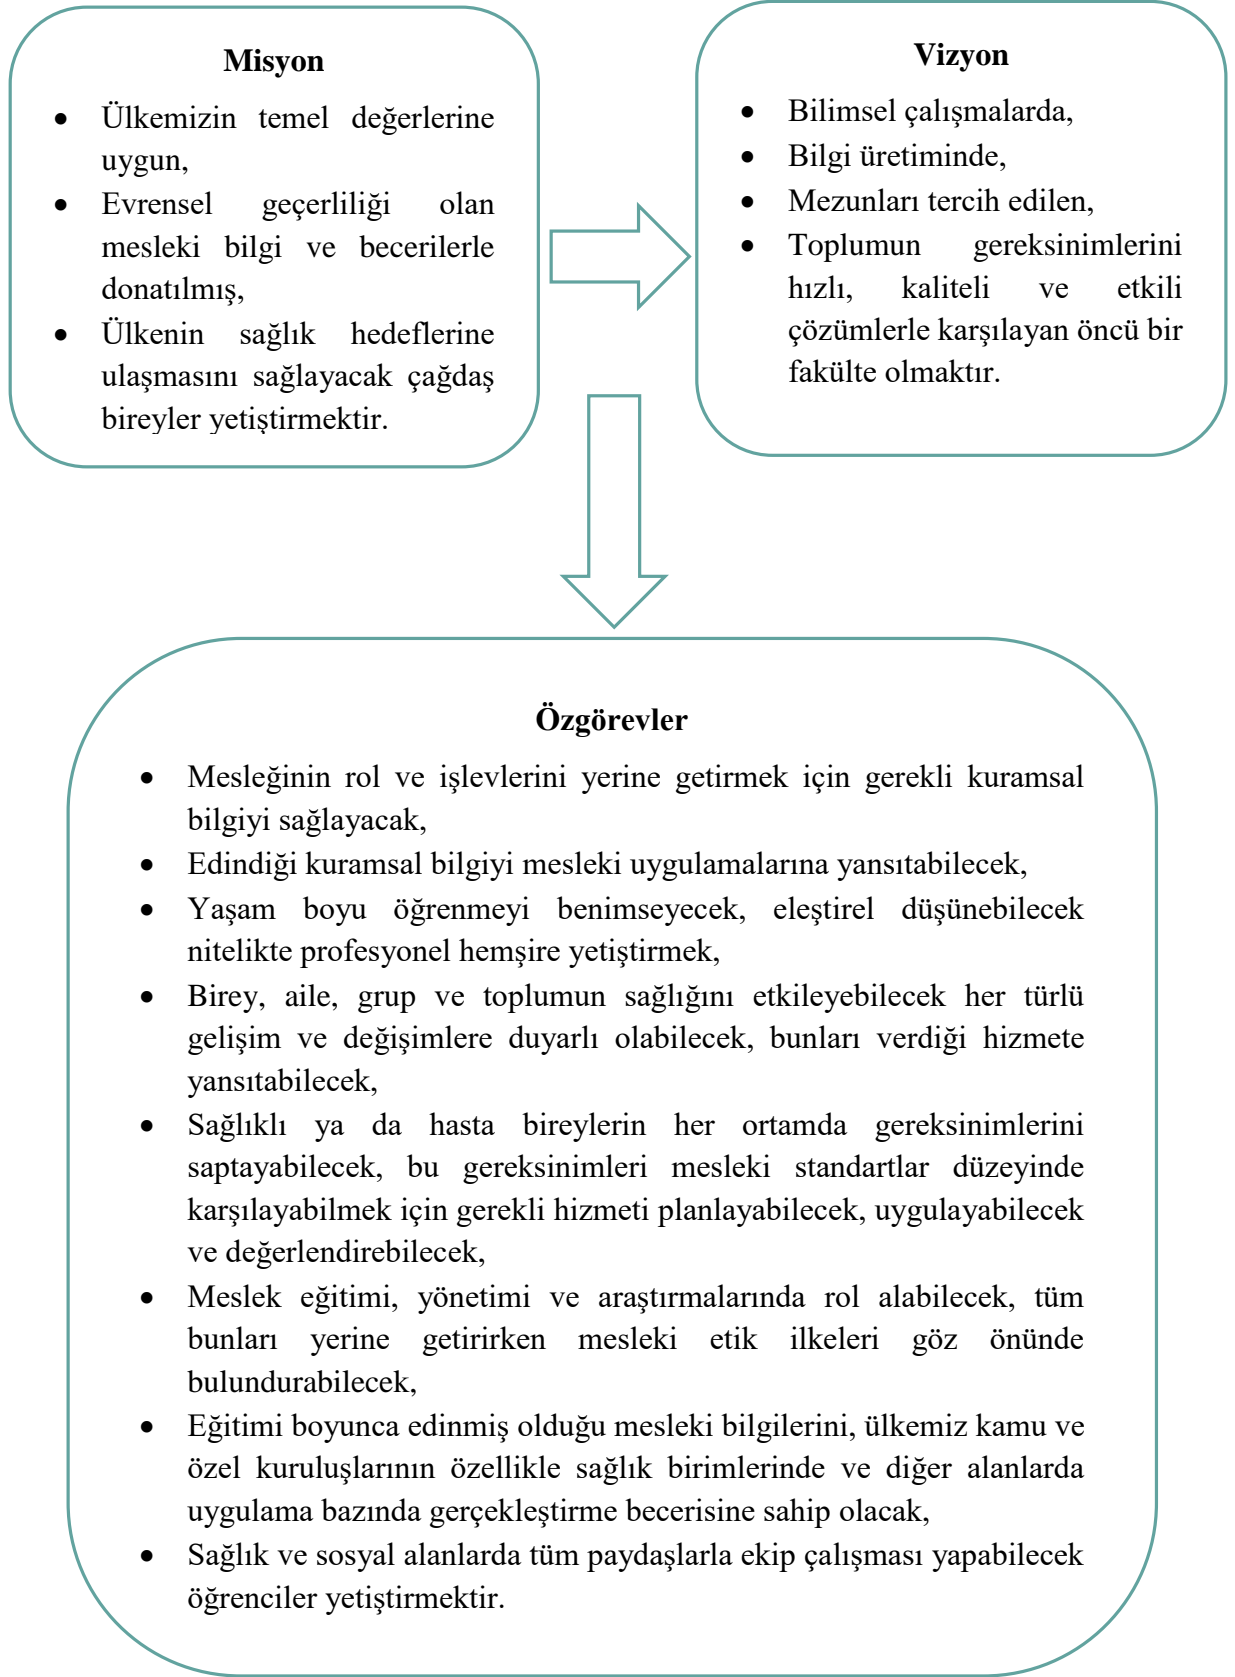 Misyon
• Ülkemizin temel değerlerine
uygun,
• Evrensel geçerliliği olan
mesleki bilgi ve becerilerle
donatılmış,
• Ülkenin sağlık hedeflerine
ulaşmasını sağlayacak çağdaş
bireyler yetiştirmektir.
Vizyon
• Bilimsel çalışmalarda,
• Bilgi üretiminde,
• Mezunları tercih edilen,
• Toplumun gereksinimlerini
hızlı, kaliteli ve etkili
çözümlerle karşılayan öncü bir
fakülte olmaktır.
Özgörevler
• Mesleğinin rol ve işlevlerini yerine getirmek için gerekli kuramsal
bilgiyi sağlayacak,
• Edindiği kuramsal bilgiyi mesleki uygulamalarına yansıtabilecek,
• Yaşam boyu öğrenmeyi benimseyecek, eleştirel düşünebilecek
nitelikte profesyonel hemşire yetiştirmek,
• Birey, aile, grup ve toplumun sağlığını etkileyebilecek her türlü
gelişim ve değişimlere duyarlı olabilecek, bunları verdiği hizmete
yansıtabilecek,
• Sağlıklı ya da hasta bireylerin her ortamda gereksinimlerini
saptayabilecek, bu gereksinimleri mesleki standartlar düzeyinde
karşılayabilmek için gerekli hizmeti planlayabilecek, uygulayabilecek
ve değerlendirebilecek,
• Meslek eğitimi, yönetimi ve araştırmalarında rol alabilecek, tüm
bunları yerine getirirken mesleki etik ilkeleri göz önünde
bulundurabilecek,
• Eğitimi boyunca edinmiş olduğu mesleki bilgilerini, ülkemiz kamu ve
özel kuruluşlarının özellikle sağlık birimlerinde ve diğer alanlarda
uygulama bazında gerçekleştirme becerisine sahip olacak,
• Sağlık ve sosyal alanlarda tüm paydaşlarla ekip çalışması yapabilecek
öğrenciler yetiştirmektir.